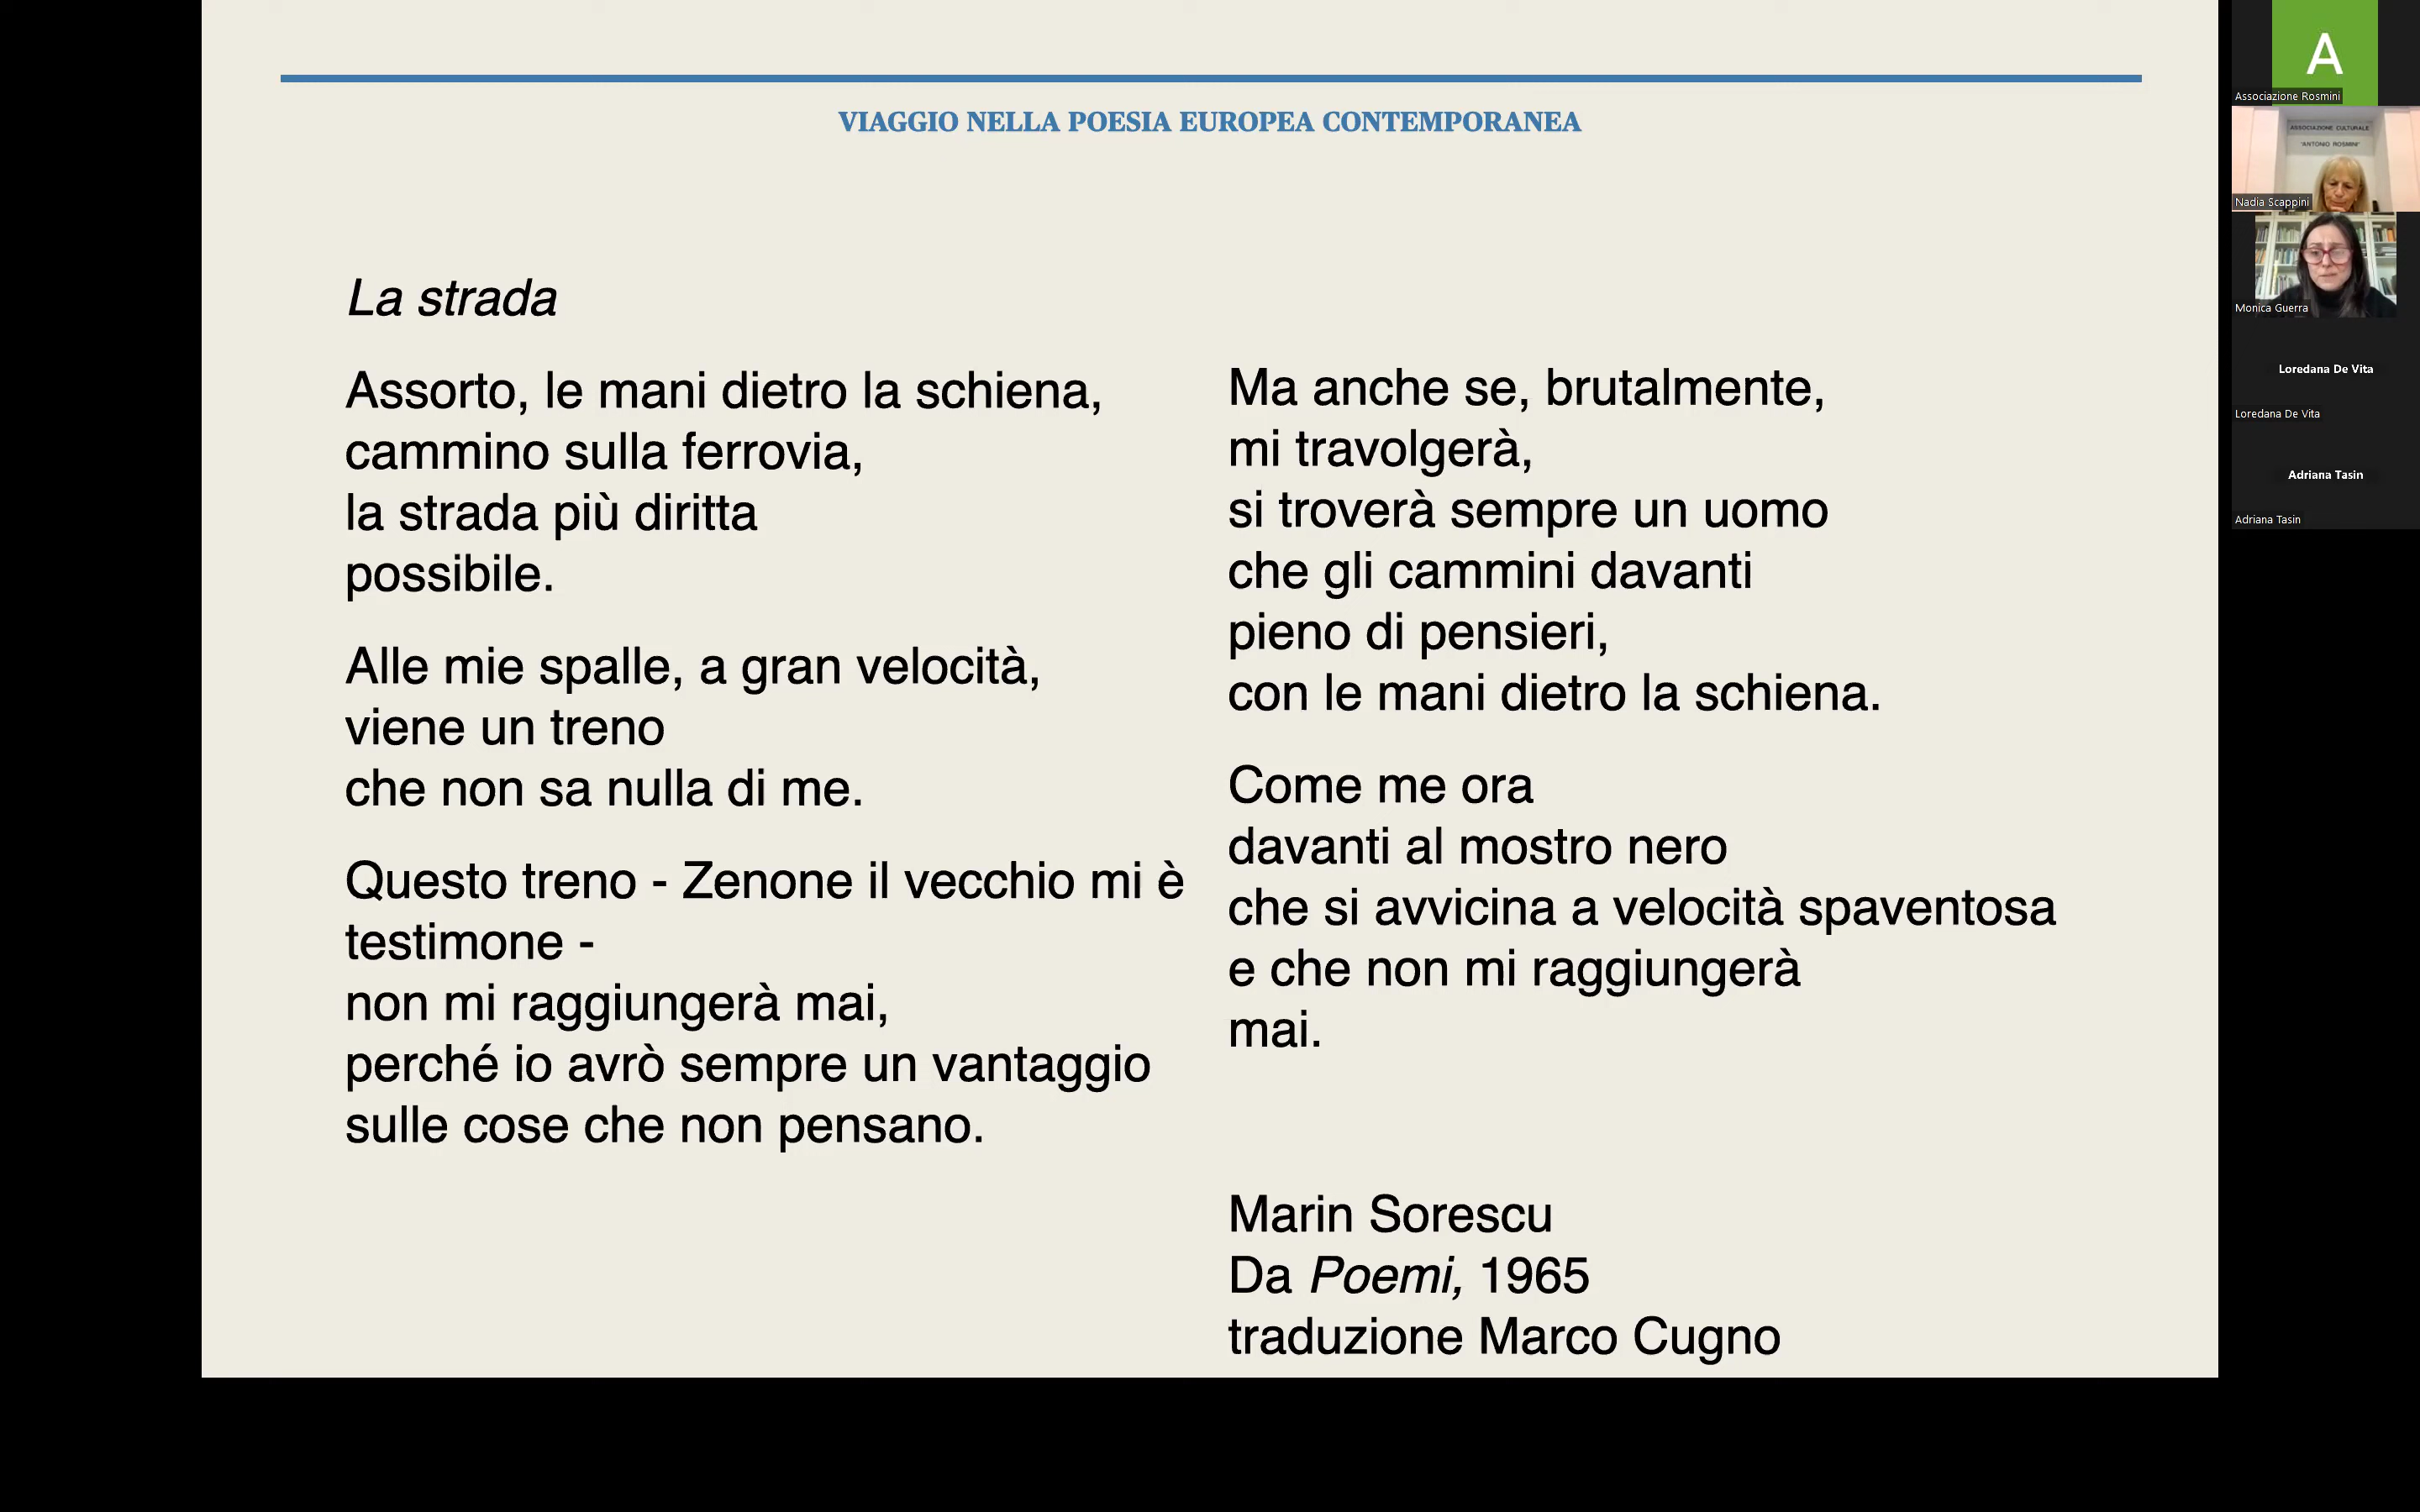 VIAGGIO NELLA POESIA EUROPEA CONTEMPORANEA
La strada
Assorto, le mani dietro la schiena,
cammino sulla ferrovia,
la strada più diritta
possibile.
Alle mie spalle, a gran velocità,
viene un treno
che non sa nulla di me.
Questo treno - Zenone il vecchio mi è
testimone -
non mi raggiungerà mai,
perché io avrò sempre un vantaggio
sulle cose che non pensano.
Ma anche se, brutalmente,
mi travolgerà,
si troverà sempre un uomo
che gli cammini davanti
pieno di pensieri,
con le mani dietro la schiena.
Come me ora
davanti al mostro nero
che si avvicina a velocità spaventosa
e che non mi raggiungerà
mai.
Marin Sorescu
Da Poemi, 1965
traduzione Marco Cugno
A
Associazione Rosmini
ASSOCIAZIONE CULTURALE
"ANTONIO ROSMINI"
Nadia Scappini
Monica Guerra
Loredana De Vita
Loredana De Vita
Adriana Tasin
Adriana Tasin